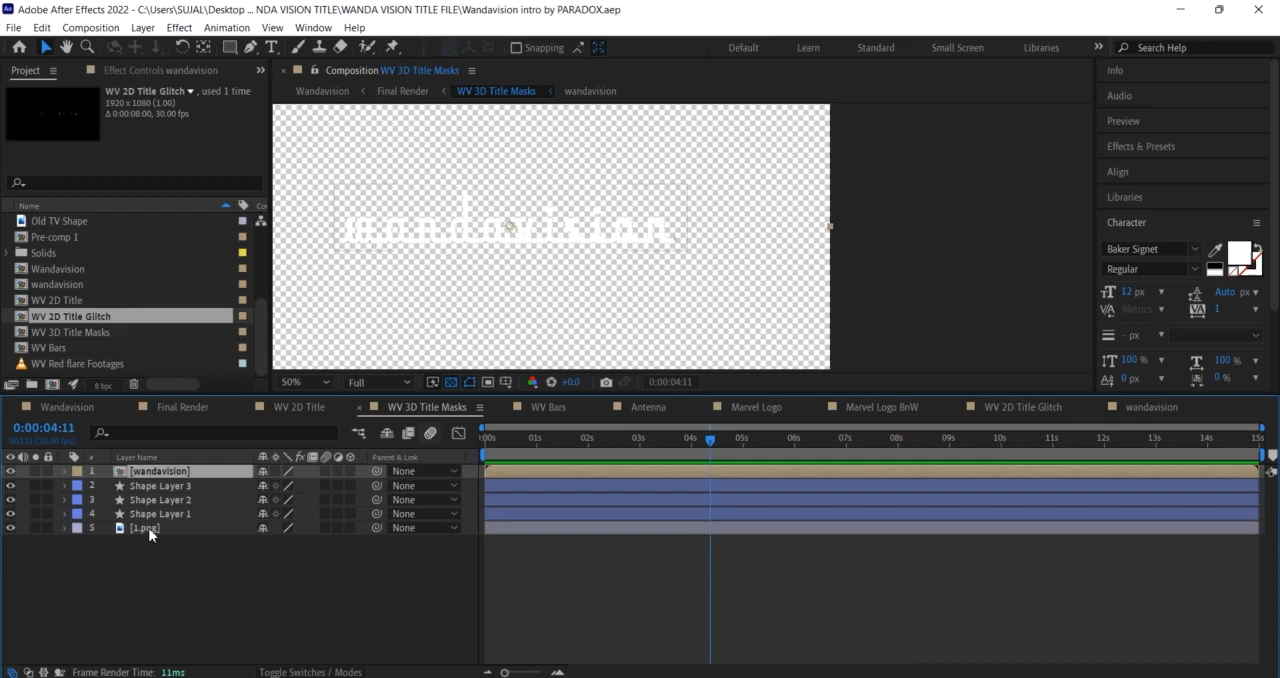 Adobe After Effects 2022 - C:\Users\SUJAL\Desktop ... NDA VISION TITLE\WANDA VISION TITLE FILE\Wandavision intro by PARADOX.aep
File Edit Composition Layer Effect Animation View Window Help
Snapping Default Learn Standard Small Screen Libraries Search Help
Project Effect Controls wandavision Composition WV 3D Title Masks Info
WV 2D Title Glitch , used 1 time
1920 x 1080 (1.00)
Δ 0:00:08:00, 30.00 fps
Wandavision Final Render WV 3D Title Masks wandavision
Audio
Preview
Effects & Presets
Align
Libraries
Character
Baker Signet
Regular
12 px Auto px
Metrics 1
- px
100 % 100 %
0 px 0 %
wandavision
Name Co
Old TV Shape
Pre-comp 1
Solids
Wandavision
wandavision
WV 2D Title
WV 2D Title Glitch
WV 3D Title Masks
WV Bars
WV Red flare Footages
8 bpc 50% Full +0.0 0:00:04:11
Wandavision Final Render WV 2D Title WV 3D Title Masks WV Bars Antenna Marvel Logo Marvel Logo BnW WV 2D Title Glitch wandavision
0:00:04:11
00131 (30.00 fps)
:00s 01s 02s 03s 04s 05s 06s 07s 08s 09s 10s 11s 12s 13s 14s 15s
# Layer Name fx Parent & Link
1 [wandavision] None
2 Shape Layer 3 None
3 Shape Layer 2 None
4 Shape Layer 1 None
5 [1.png] None
Frame Render Time: 11ms Toggle Switches / Modes